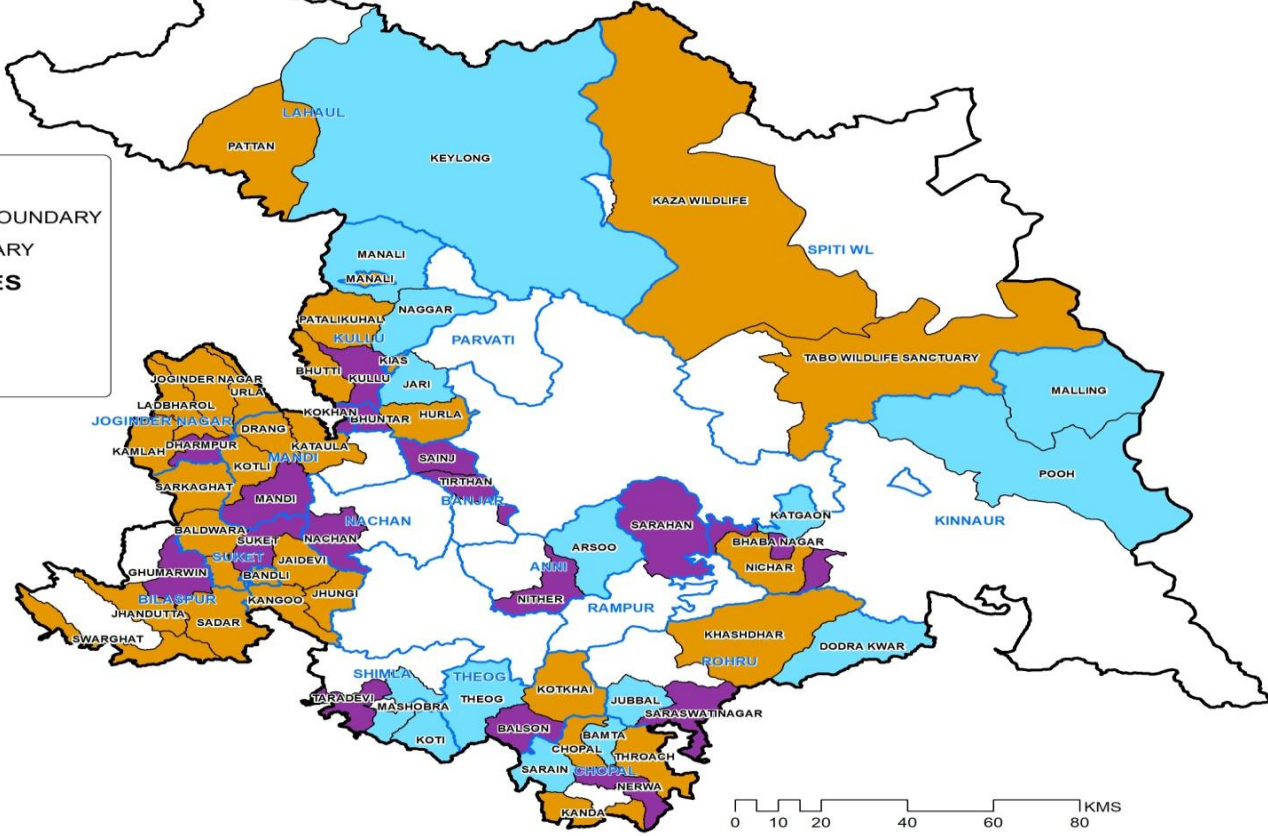 LAHAUL
PATTAN
KEYLONG
KAZA WILDLIFE
OUNDARY
ARY
ES
SPITI WL
MANALI
MANALI
NAGGAR
PATALIKUHAL
KULLU
PARVATI
KIAS
BHUTTI
KULLU
JARI
TABO WILDLIFE SANCTUARY
MALLING
JOGINDER NAGAR
URLA
LADBHAROL
JOGINDER NAGAR
KOKHAN
BHUNTAR
HURLA
DRANG
KAMLAH
DHARMPUR
KATAULA
MANDI
KOTLI
SAINJ
TIRTHAN
BANJAR
SARKAGHAT
MANDI
POOH
BALDWARA
NACHAN
SUKET
NACHAN
SARAHAN
KATGAON
KINNAUR
BHABA NAGAR
ARSOO
SUKET
JAIDEVI
ANNI
NICHAR
GHUMARWIN
BANDLI
BILASPUR
KANGOO
JHUNGI
NITHER
RAMPUR
JHANDUTTA
SADAR
SWARGHAT
KHASHDHAR
DODRA KWAR
ROHRU
SHIMLA
THEOG
KOTKHAI
TARADEVI
MASHOBRA
THEOG
JUBBAL
SARASWATINAGAR
BALSON
KOTI
BAMTA
CHOPAL
THROACH
SARAIN
CHOPAL
NERWA
KANDA
KMS
0 10 20 40 60 80